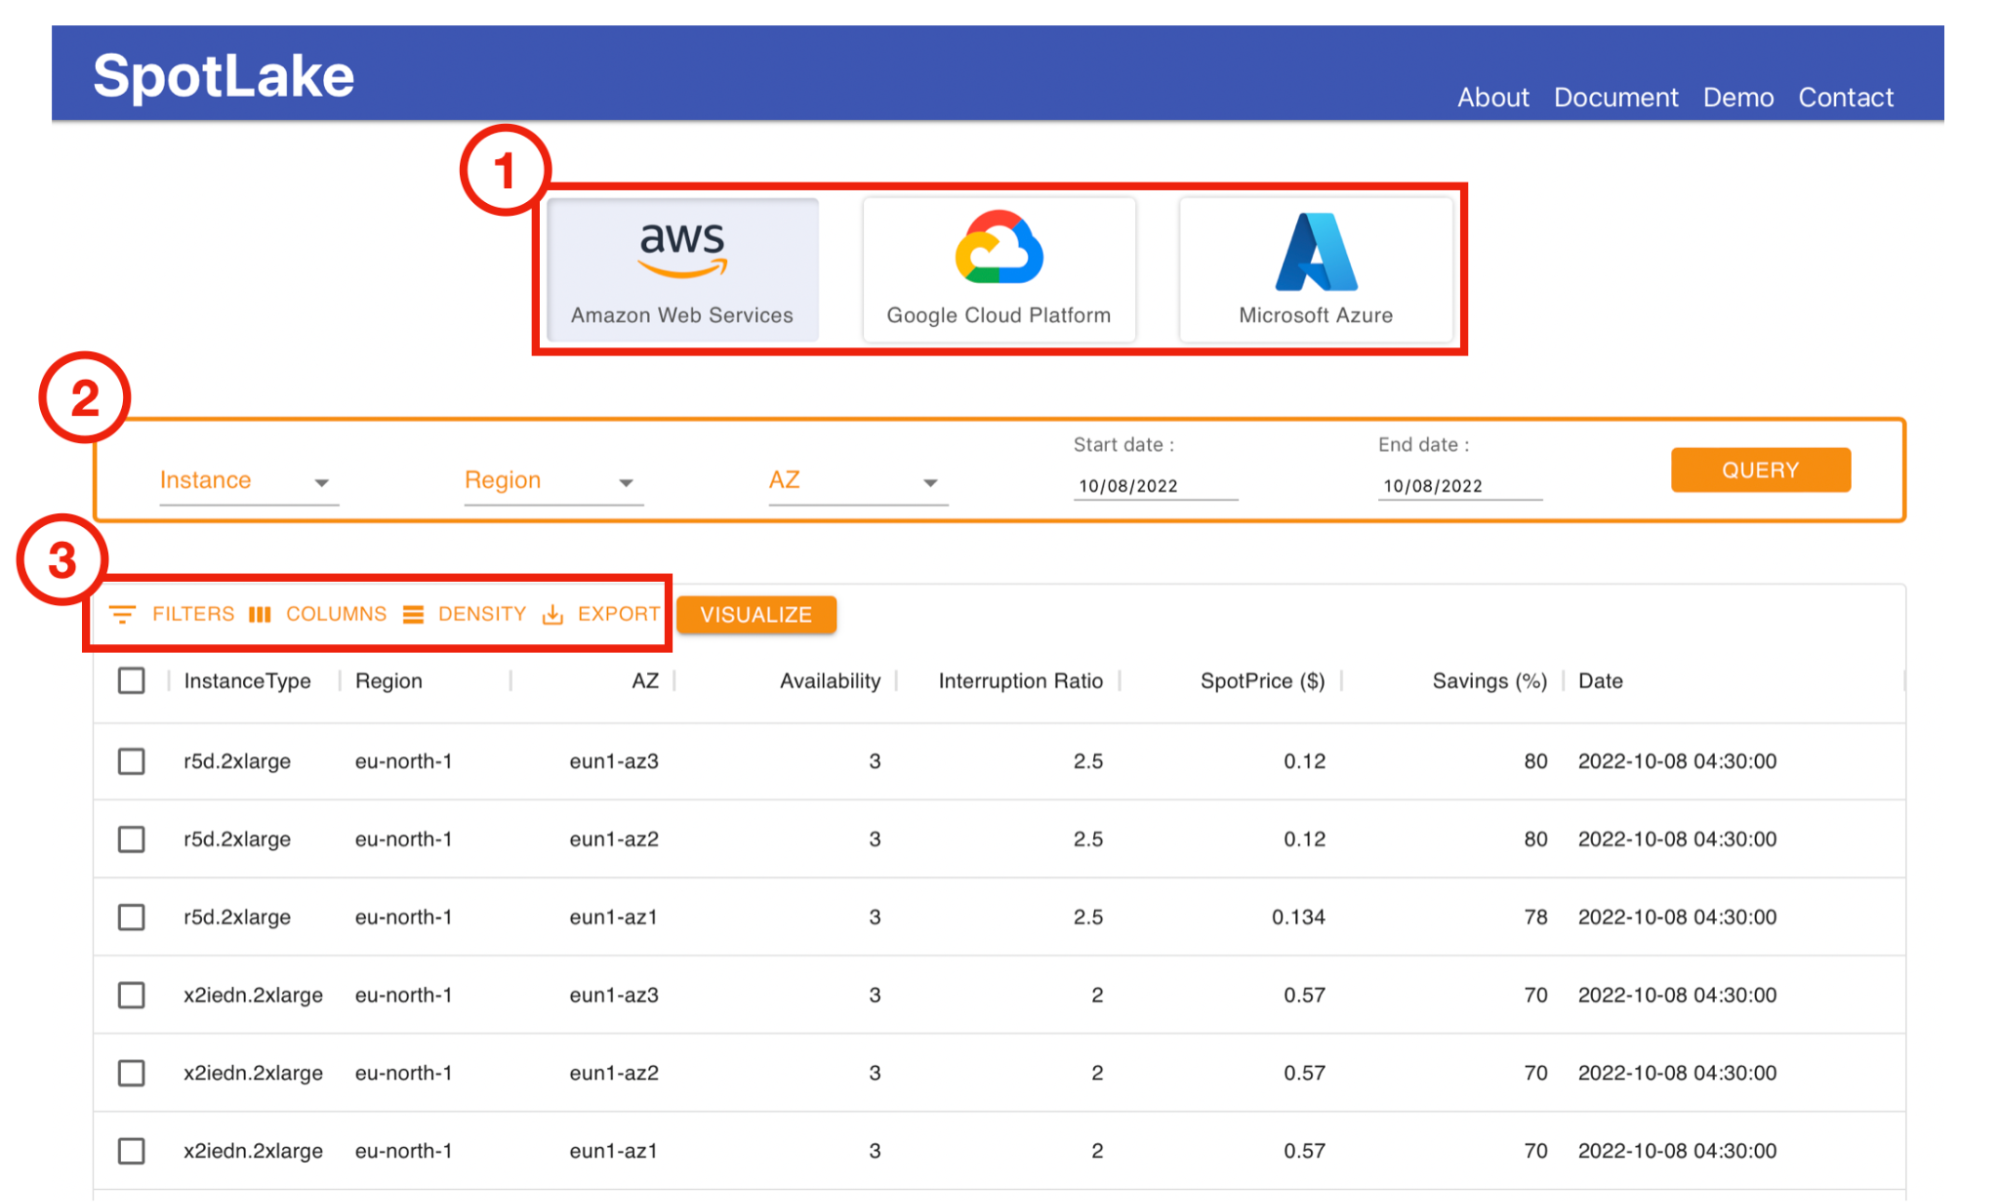 SpotLake
About Document Demo Contact
1
aws
Amazon Web Services Google Cloud Platform Microsoft Azure
2
Start date : End date :
Instance Region AZ 10/08/2022 10/08/2022 QUERY
3
FILTERS COLUMNS DENSITY EXPORT VISUALIZE
InstanceType Region AZ Availability Interruption Ratio SpotPrice ($) Savings (%) Date
r5d.2xlarge eu-north-1 eun1-az3 3 2.5 0.12 80 2022-10-08 04:30:00
r5d.2xlarge eu-north-1 eun1-az2 3 2.5 0.12 80 2022-10-08 04:30:00
r5d.2xlarge eu-north-1 eun1-az1 3 2.5 0.134 78 2022-10-08 04:30:00
x2iedn.2xlarge eu-north-1 eun1-az3 3 2 0.57 70 2022-10-08 04:30:00
x2iedn.2xlarge eu-north-1 eun1-az2 3 2 0.57 70 2022-10-08 04:30:00
x2iedn.2xlarge eu-north-1 eun1-az1 3 2 0.57 70 2022-10-08 04:30:00